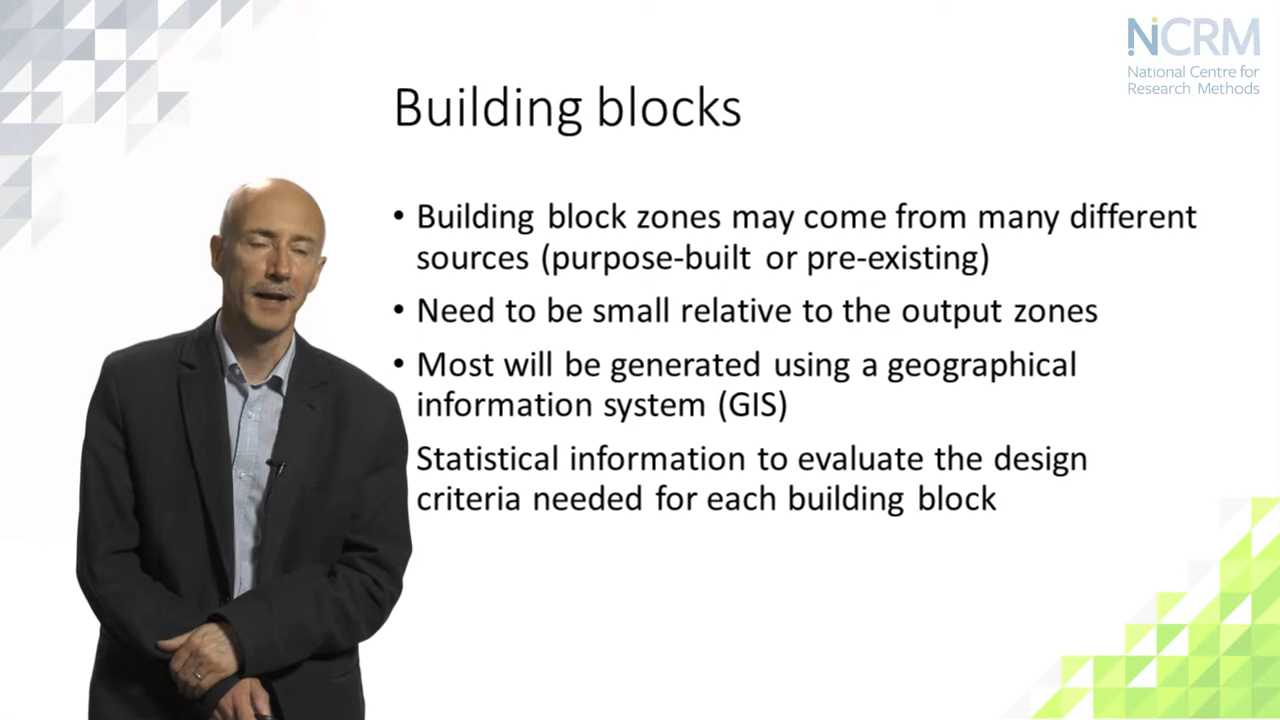 NCRM
National Centre for
Research Methods
Building blocks
• Building block zones may come from many different
sources (purpose-built or pre-existing)
• Need to be small relative to the output zones
• Most will be generated using a geographical
information system (GIS)
Statistical information to evaluate the design
criteria needed for each building block